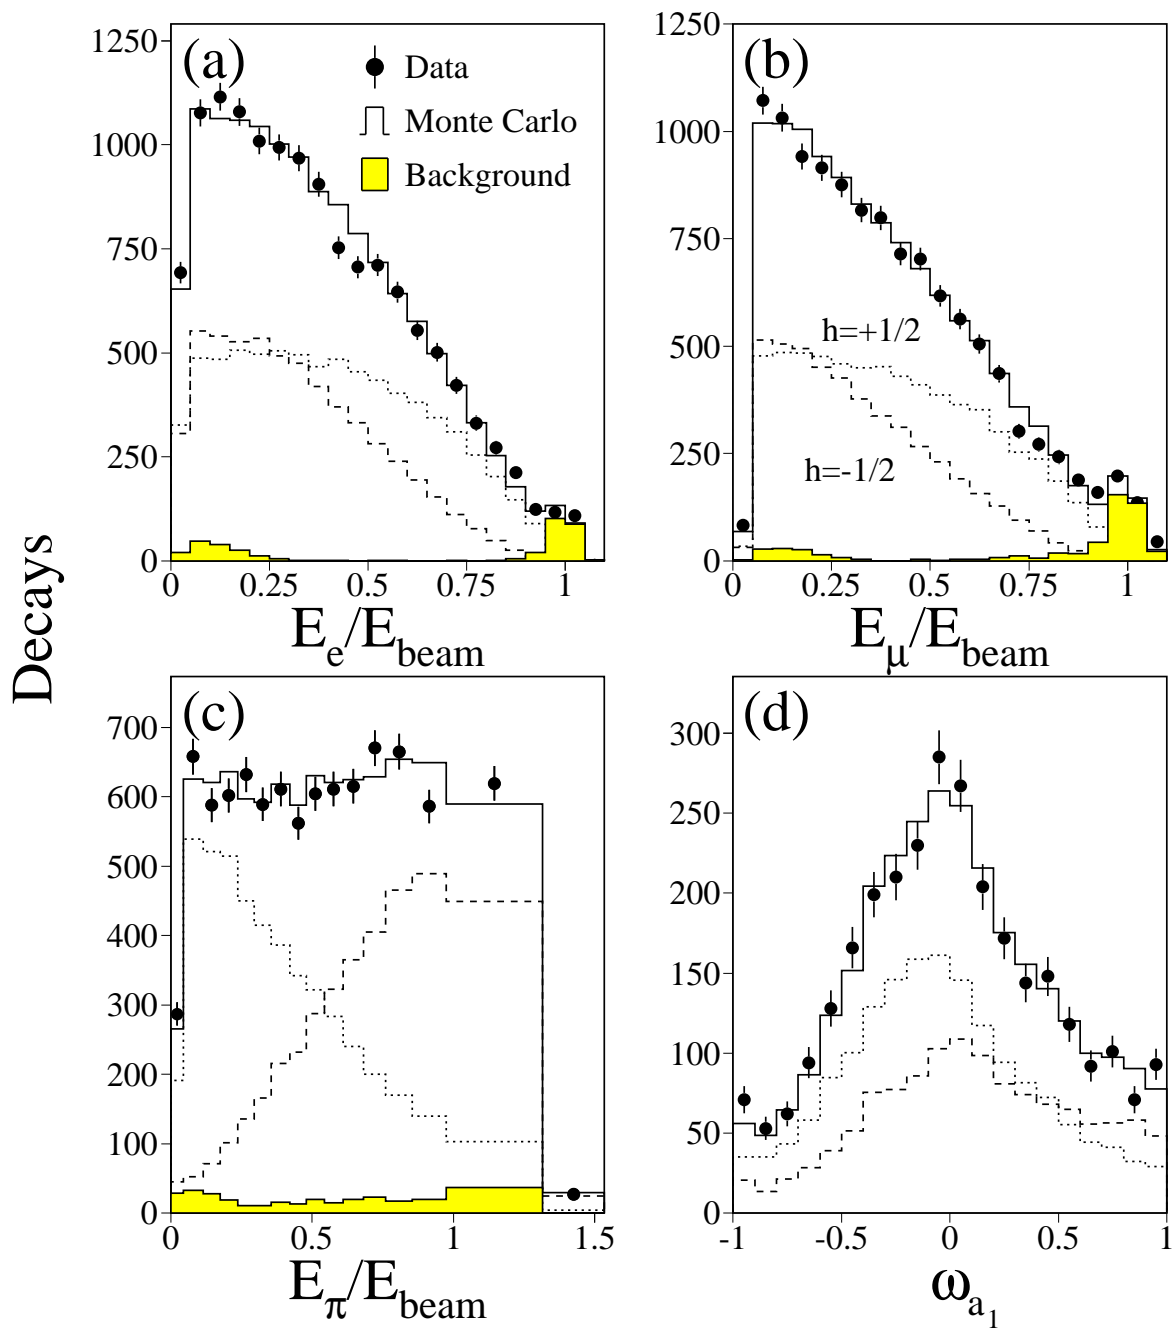 Decays
(a)
Data
Monte Carlo
Background
1250
1000
750
500
250
0
0 0.25 0.5 0.75 1
E_e/E_beam
(b)
h=+1/2
h=-1/2
1250
1000
750
500
250
0
0 0.25 0.5 0.75 1
E_μ/E_beam
(c)
700
600
500
400
300
200
100
0
0 0.5 1 1.5
E_π/E_beam
(d)
300
250
200
150
100
50
0
-1 -0.5 0 0.5 1
ω_a_1